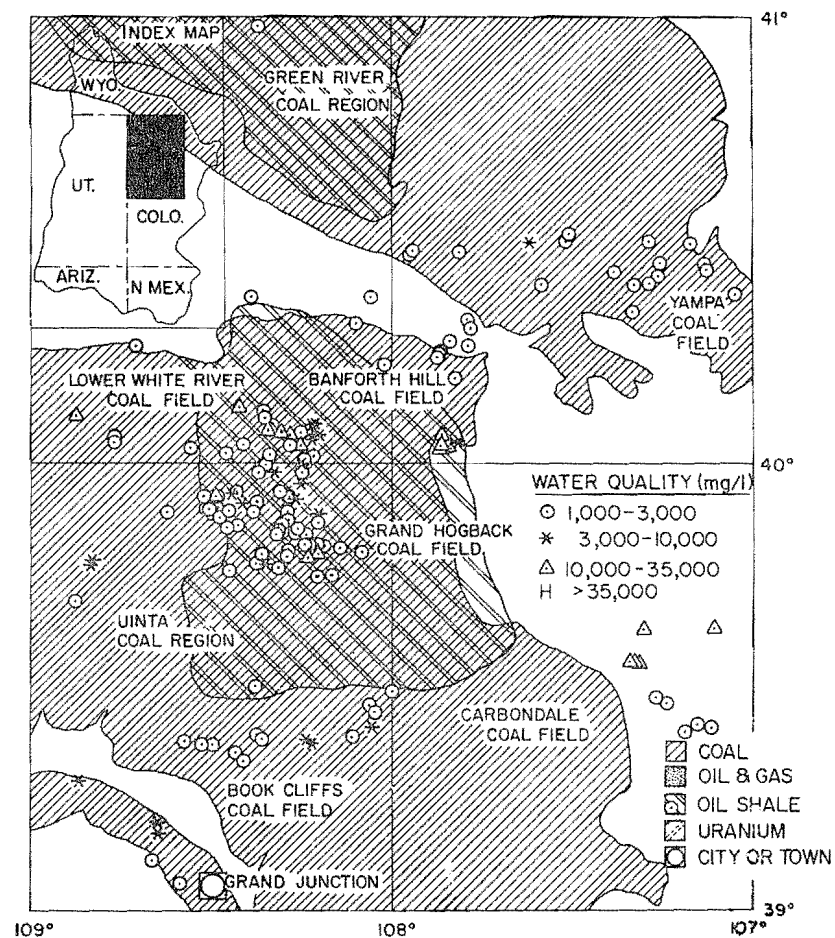 INDEX MAP
41°
GREEN RIVER
COAL REGION
WYO.
UT.
COLO.
ARIZ.
N MEX.
YAMPA
COAL
FIELD
LOWER WHITE RIVER
COAL FIELD
BANFORTH HILL
COAL FIELD
40°
WATER QUALITY (mg/l)
1,000-3,000
3,000-10,000
10,000-35,000
H >35,000
GRAND HOGBACK
COAL FIELD
UINTA
COAL REGION
CARBONDALE
COAL FIELD
COAL
OIL & GAS
OIL SHALE
URANIUM
CITY OR TOWN
BOOK CLIFFS
COAL FIELD
GRAND JUNCTION
39°
109°
108°
107°